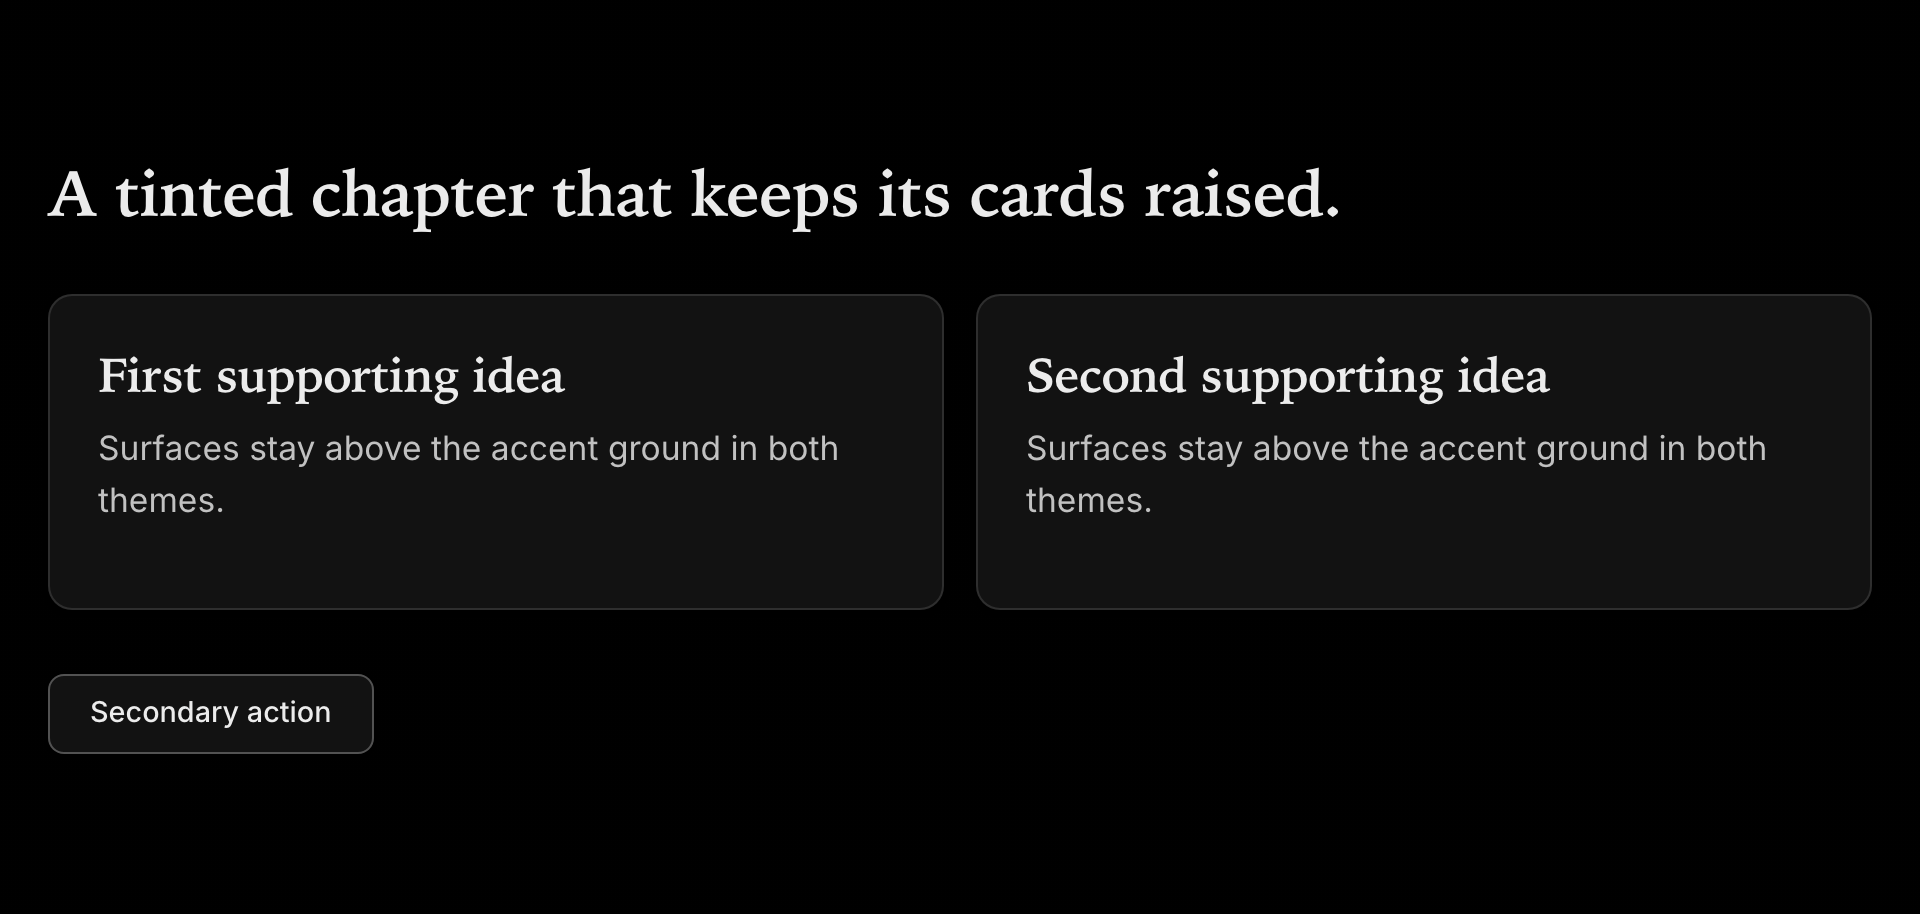 A tinted chapter that keeps its cards raised.
First supporting idea
Surfaces stay above the accent ground in both
themes.
Second supporting idea
Surfaces stay above the accent ground in both
themes.
Secondary action